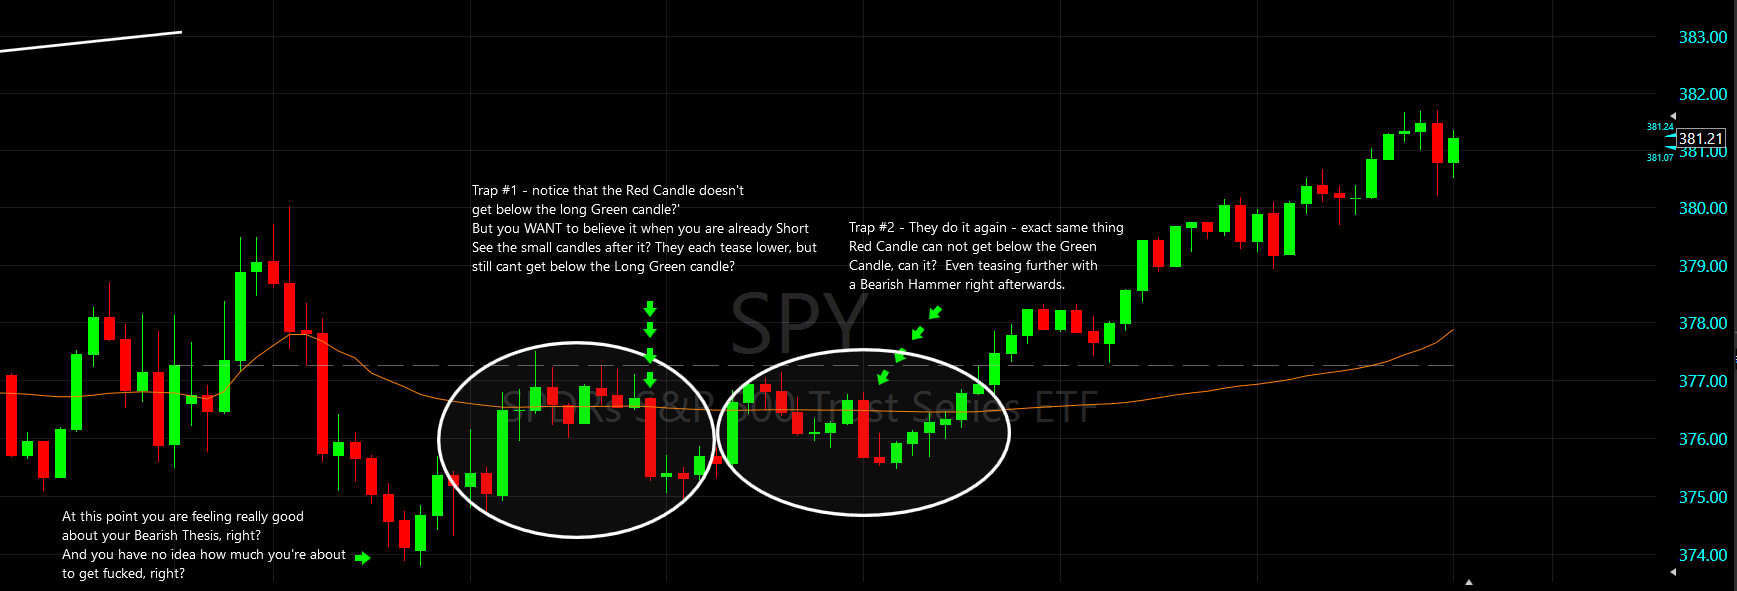 383.00
382.00
381.24
381.21
381.00
381.07
Trap #1 - notice that the Red Candle doesn't
get below the long Green candle?'
But you WANT to believe it when you are already Short
See the small candles after it? They each tease lower, but
still cant get below the Long Green candle?
380.00
Trap #2 - They do it again - exact same thing
Red Candle can not get below the Green
Candle, can it?  Even teasing further with
a Bearish Hammer right afterwards.
379.00
SPY
378.00
377.00
SPDRs S&P 500 Trust Series ETF
376.00
375.00
At this point you are feeling really good
about your Bearish Thesis, right?
And you have no idea how much you're about
to get fucked, right?
374.00